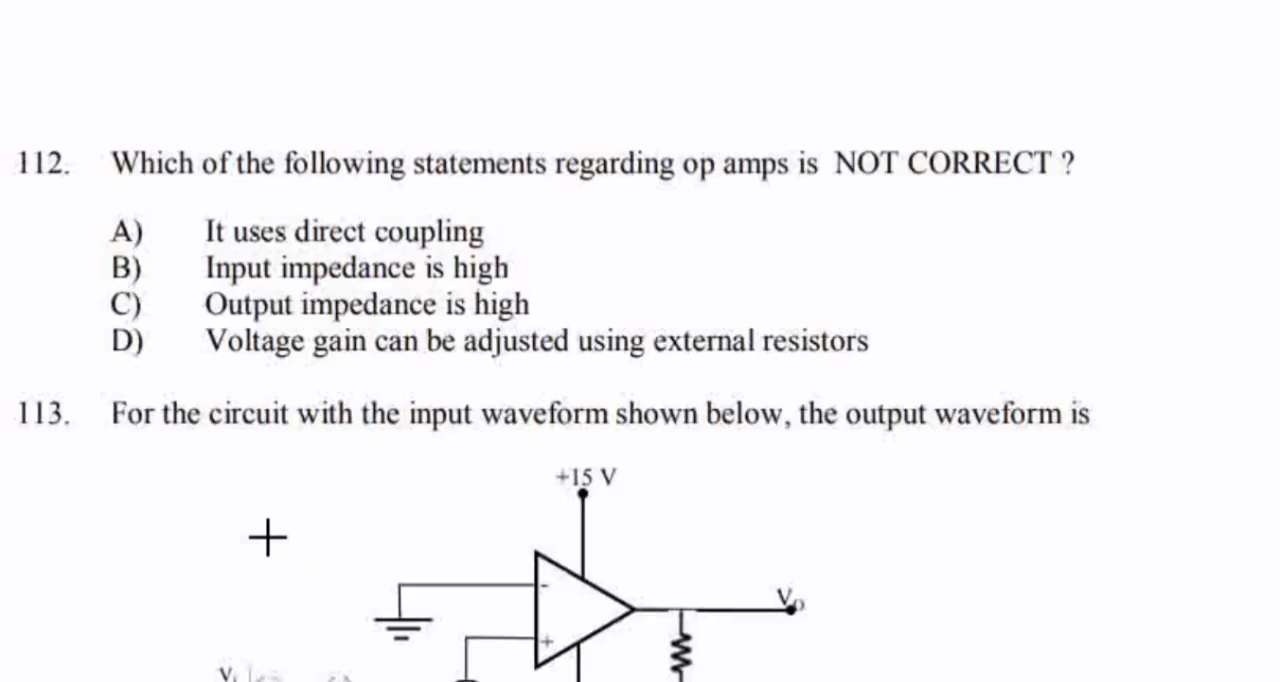 112. Which of the following statements regarding op amps is NOT CORRECT ?
A) It uses direct coupling
B) Input impedance is high
C) Output impedance is high
D) Voltage gain can be adjusted using external resistors
113. For the circuit with the input waveform shown below, the output waveform is
+15 V
-
Vo
+